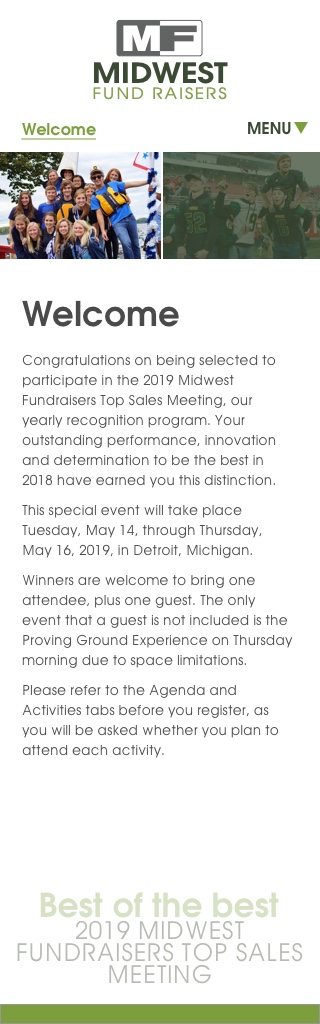 MF
MIDWEST
FUND RAISERS
Welcome
MENU
Welcome
Congratulations on being selected to
participate in the 2019 Midwest
Fundraisers Top Sales Meeting, our
yearly recognition program. Your
outstanding performance, innovation
and determination to be the best in
2018 have earned you this distinction.
This special event will take place
Tuesday, May 14, through Thursday,
May 16, 2019, in Detroit, Michigan.
Winners are welcome to bring one
attendee, plus one guest. The only
event that a guest is not included is the
Proving Ground Experience on Thursday
morning due to space limitations.
Please refer to the Agenda and
Activities tabs before you register, as
you will be asked whether you plan to
attend each activity.
Best of the best
2019 MIDWEST
FUNDRAISERS TOP SALES
MEETING